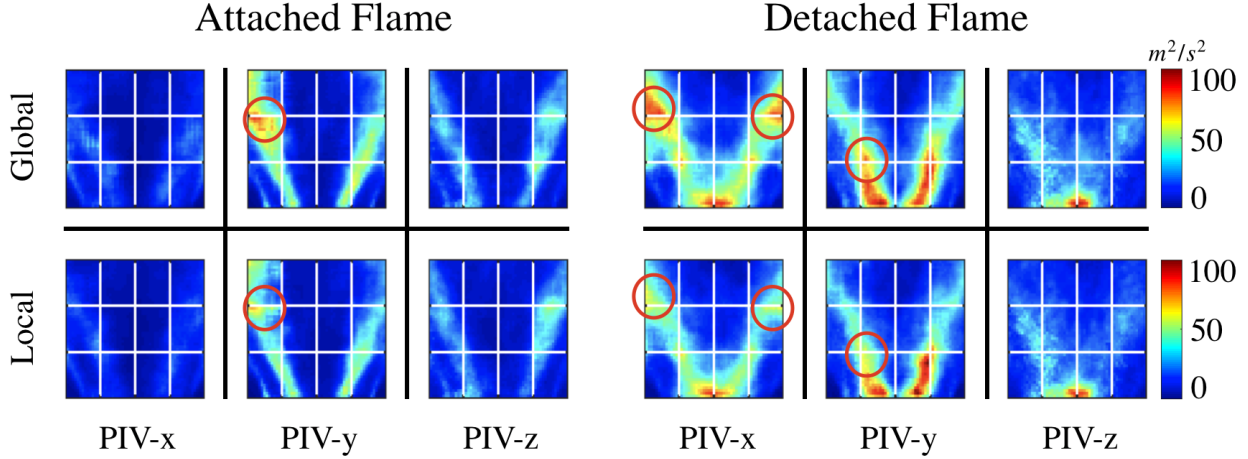 Attached Flame
Detached Flame
m²/s²
Global
100
50
0
Local
100
50
0
PIV-x
PIV-y
PIV-z
PIV-x
PIV-y
PIV-z